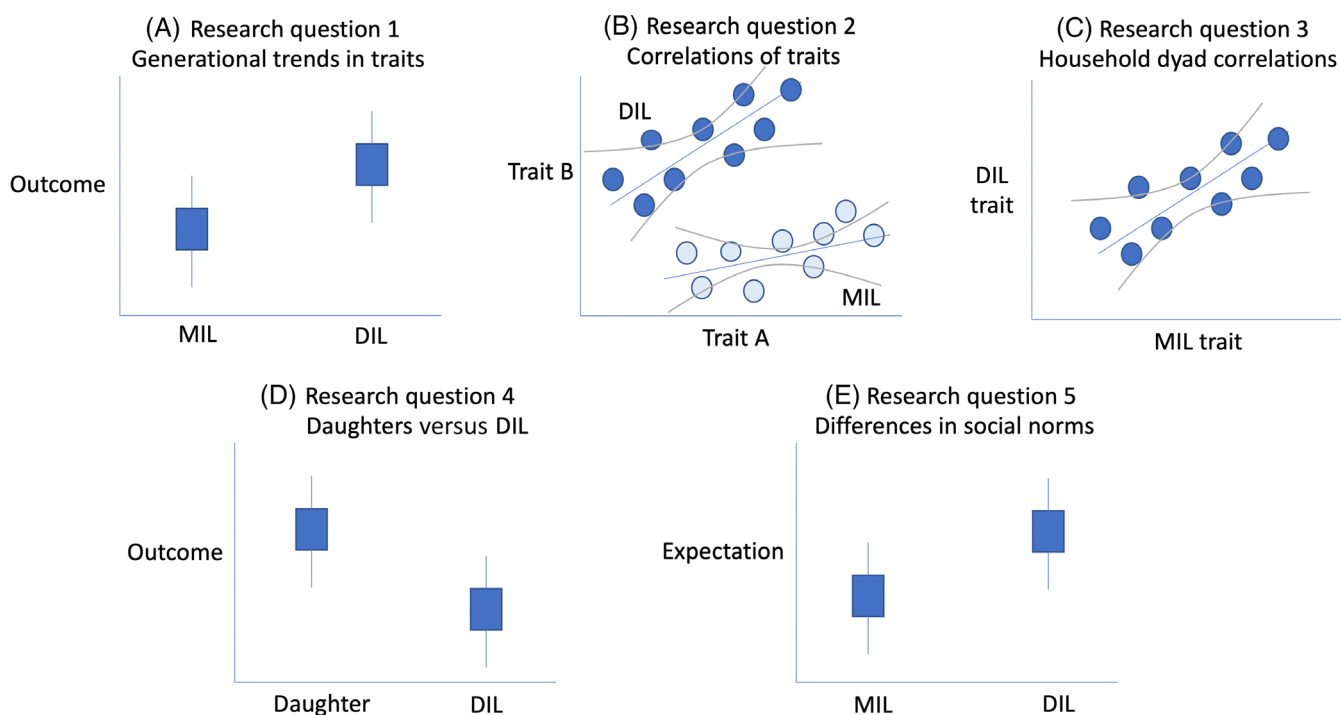 (A) Research question 1
Generational trends in traits
Outcome
MIL
DIL
(B) Research question 2
Correlations of traits
DIL
Trait B
MIL
Trait A
(C) Research question 3
Household dyad correlations
DIL
trait
MIL trait
(D) Research question 4
Daughters versus DIL
Outcome
Daughter
DIL
(E) Research question 5
Differences in social norms
Expectation
MIL
DIL